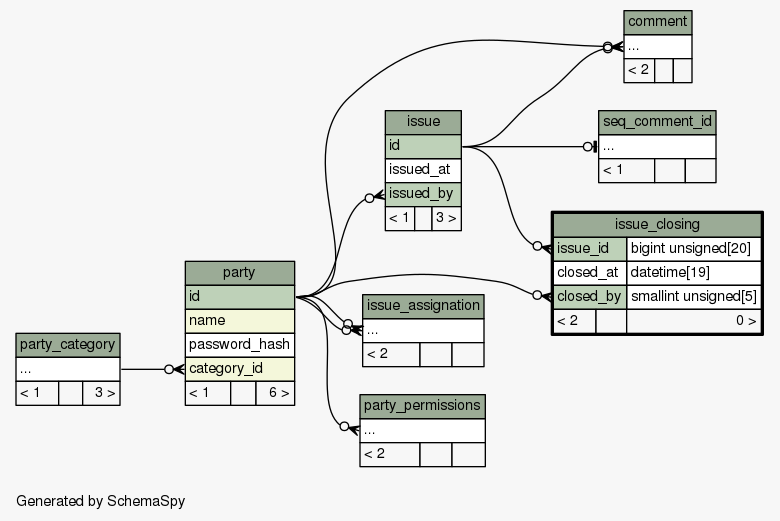 comment
...
< 2
issue
id
issued_at
issued_by
< 1 3 >
seq_comment_id
...
< 1
issue_closing
issue_id bigint unsigned[20]
closed_at datetime[19]
closed_by smallint unsigned[5]
< 2 0 >
party
id
name
password_hash
category_id
< 1 6 >
issue_assignation
...
< 2
party_category
...
< 1 3 >
party_permissions
...
< 2
Generated by SchemaSpy